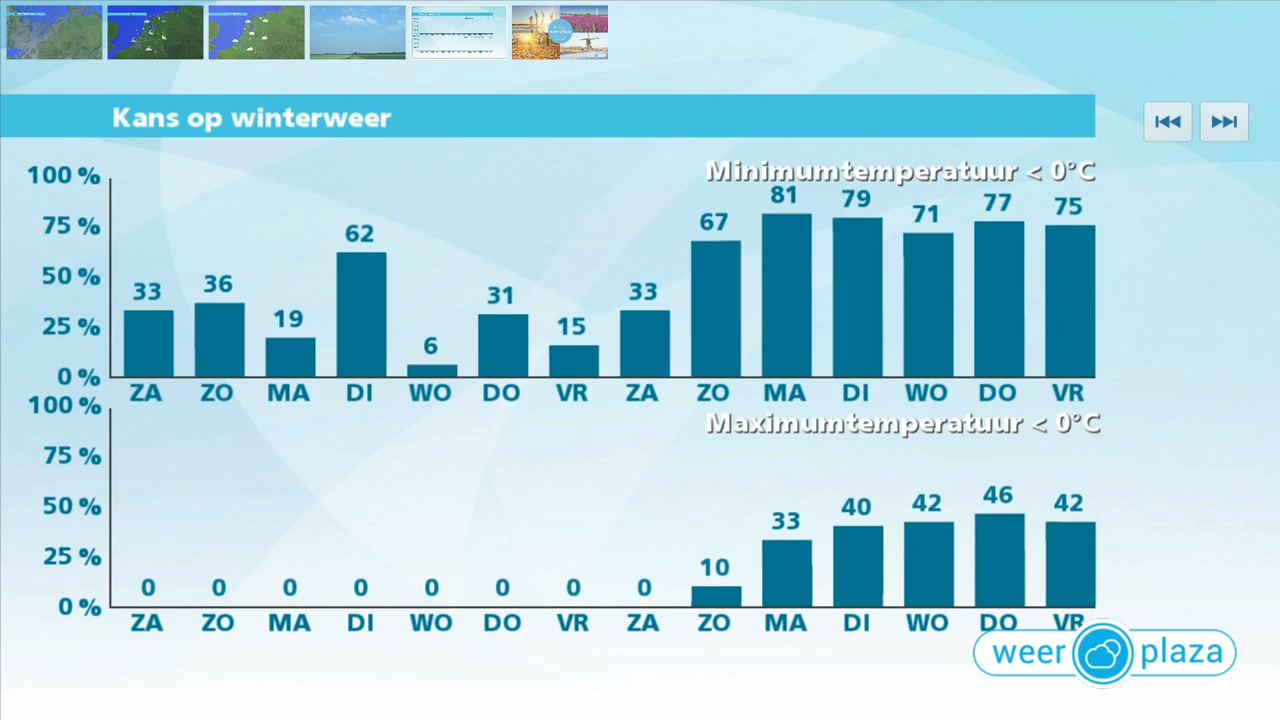 Kans op winterweer
Minimumtemperatuur < 0°C
100 %
75 %
50 %
25 %
0 %
33 36 19 62 6 31 15 33 67 81 79 71 77 75
ZA ZO MA DI WO DO VR ZA ZO MA DI WO DO VR
Maximumtemperatuur < 0°C
100 %
75 %
50 %
25 %
0 %
0 0 0 0 0 0 0 0 10 33 40 42 46 42
ZA ZO MA DI WO DO VR ZA ZO MA DI WO DO VR
weer plaza